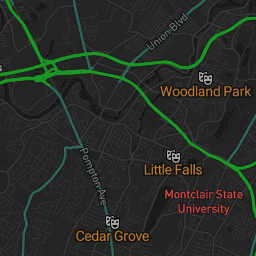 Union Blvd
s
Woodland Park
Pompton Ave
Little Falls
Montclair State
University
Cedar Grove